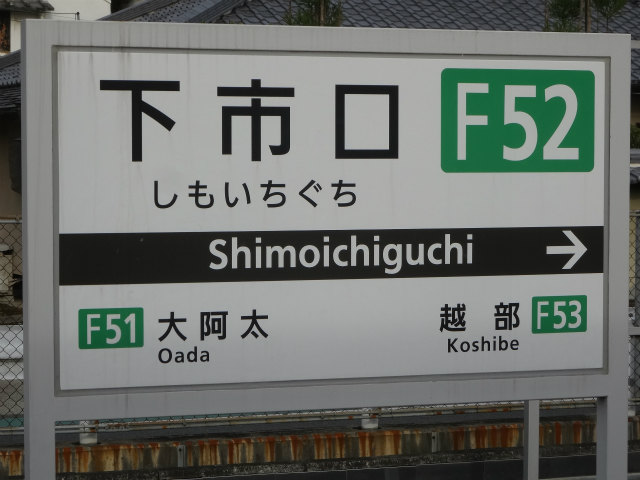 下市口 F52
しもいちぐち
Shimoichiguchi →
F51 大阿太 越部 F53
Oada Koshibe